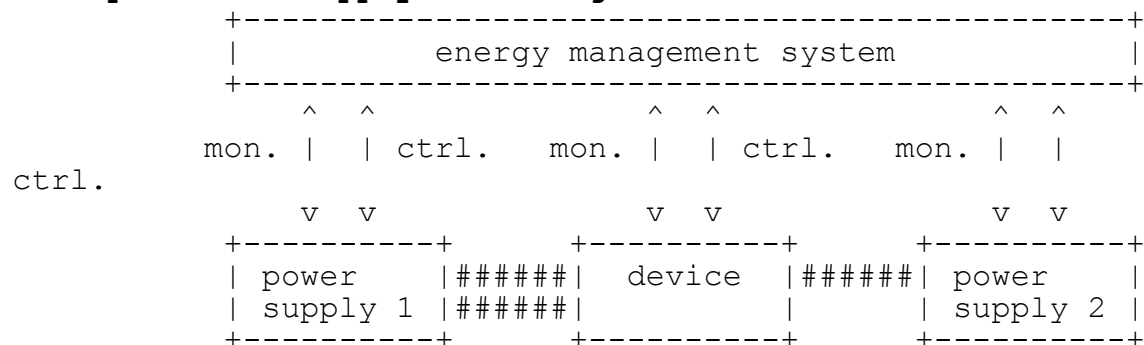 +---------------------------------------------+
| energy management system |
+---------------------------------------------+
^ ^ ^ ^ ^ ^
mon. | | ctrl. mon. | | ctrl. mon. | |
ctrl.
v v v v v v
+----------+ +----------+ +----------+
| power |######| device |######| power |
| supply 1 |######| | | supply 2 |
+----------+ +----------+ +----------+